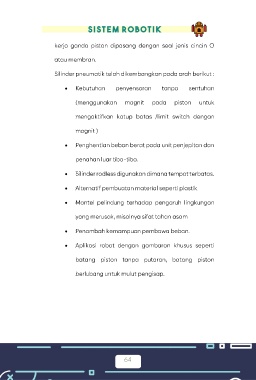 SISTEM ROBOTIK
kerja ganda piston dipasang dengan seal jenis cincin O
atau membran.
Silinder pneumatik telah dikembangkan pada arah berikut :
• Kebutuhan penyensoran tanpa sentuhan
(menggunakan magnit pada piston untuk
mengaktifkan katup batas /limit switch dengan
magnit )
• Penghentian beban berat pada unit penjepitan dan
penahan luar tiba-tiba.
• Silinder rodless digunakan dimana tempat terbatas.
• Alternatif pembuatan material seperti plastik
• Mantel pelindung terhadap pengaruh lingkungan
yang merusak, misalnya sifat tahan asam
• Penambah kemampuan pembawa beban.
• Aplikasi robot dengan gambaran khusus seperti
batang piston tanpa putaran, batang piston
berlubang untuk mulut pengisap.
64